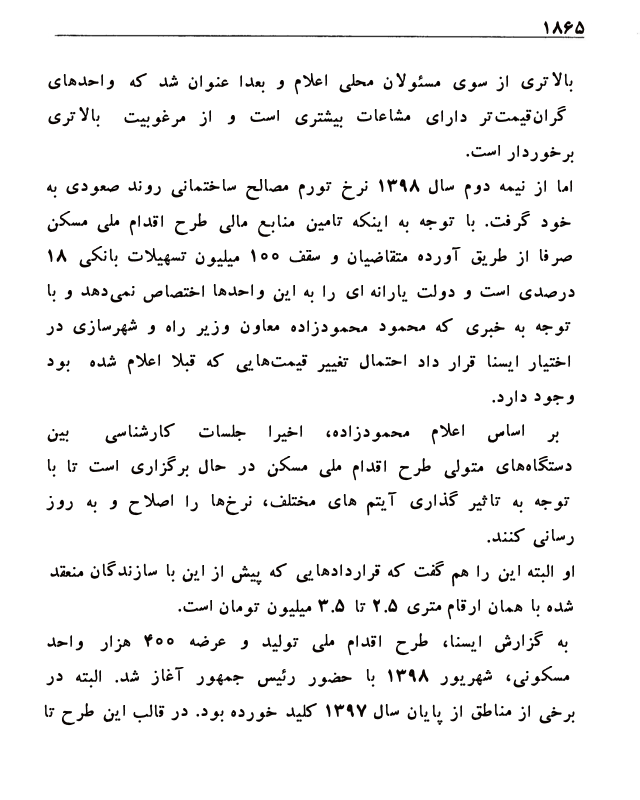 ۱۸۶۵
بالاتری از سوی مسئولان محلی اعلام و بعدا عنوان شد که واحدهای
گران‌قیمت‌تر دارای مشاعات بیشتری است و از مرغوبیت بالاتری
برخوردار است.
اما از نیمه دوم سال ۱۳۹۸ نرخ تورم مصالح ساختمانی روند صعودی به
خود گرفت. با توجه به اینکه تامین منابع مالی طرح اقدام ملی مسکن
صرفا از طریق آورده متقاضیان و سقف ۱۰۰ میلیون تسهیلات بانکی ۱۸
درصدی است و دولت یارانه ای را به این واحدها اختصاص نمی‌دهد و با
توجه به خبری که محمود محمودزاده معاون وزیر راه و شهرسازی در
اختیار ایسنا قرار داد احتمال تغییر قیمت‌هایی که قبلا اعلام شده بود
وجود دارد.
بر اساس اعلام محمودزاده، اخیرا جلسات کارشناسی بین
دستگاه‌های متولی طرح اقدام ملی مسکن در حال برگزاری است تا با
توجه به تاثیر گذاری آیتم های مختلف، نرخ‌ها را اصلاح و به روز
رسانی کنند.
او البته این را هم گفت که قراردادهایی که پیش از این با سازندگان منعقد
شده با همان ارقام متری ۲.۵ تا ۳.۵ میلیون تومان است.
به گزارش ایسنا، طرح اقدام ملی تولید و عرضه ۴۰۰ هزار واحد
مسکونی، شهریور ۱۳۹۸ با حضور رئیس جمهور آغاز شد. البته در
برخی از مناطق از پایان سال ۱۳۹۷ کلید خورده بود. در قالب این طرح تا